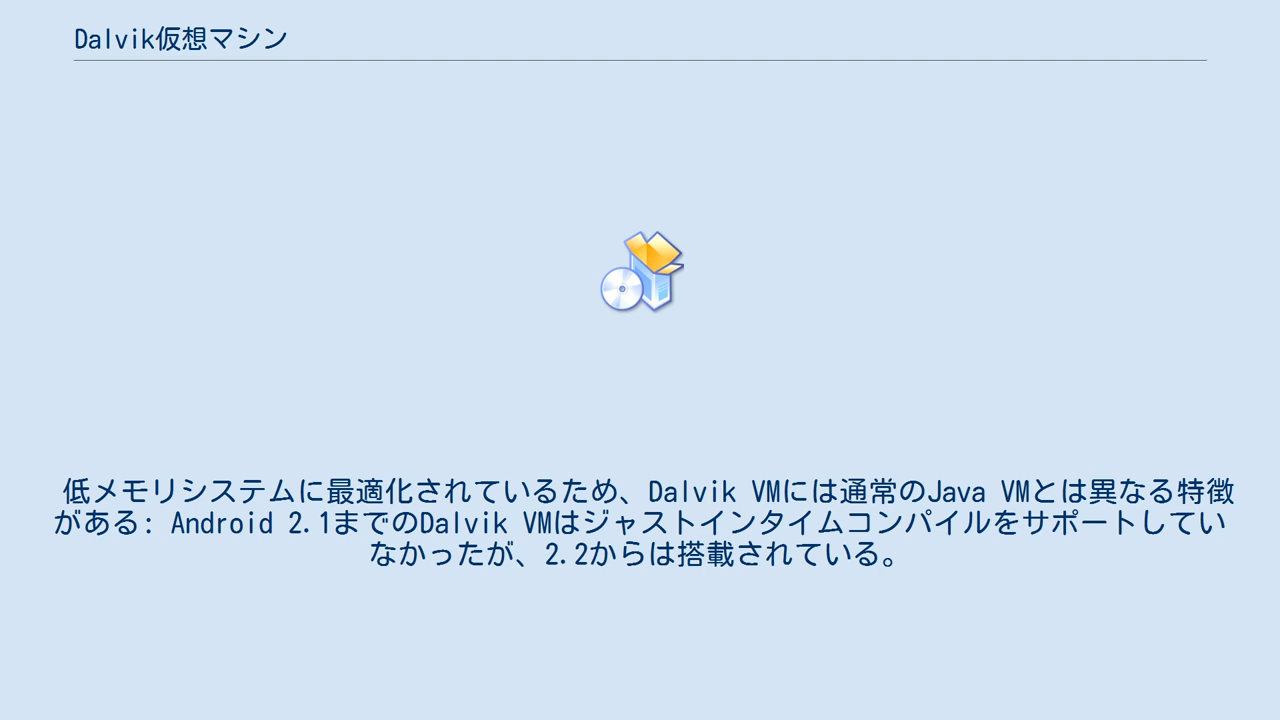 Dalvik仮想マシン
低メモリシステムに最適化されているため、Dalvik VMには通常のJava VMとは異なる特徴
がある: Android 2.1までのDalvik VMはジャストインタイムコンパイルをサポートしてい
なかったが、2.2からは搭載されている。